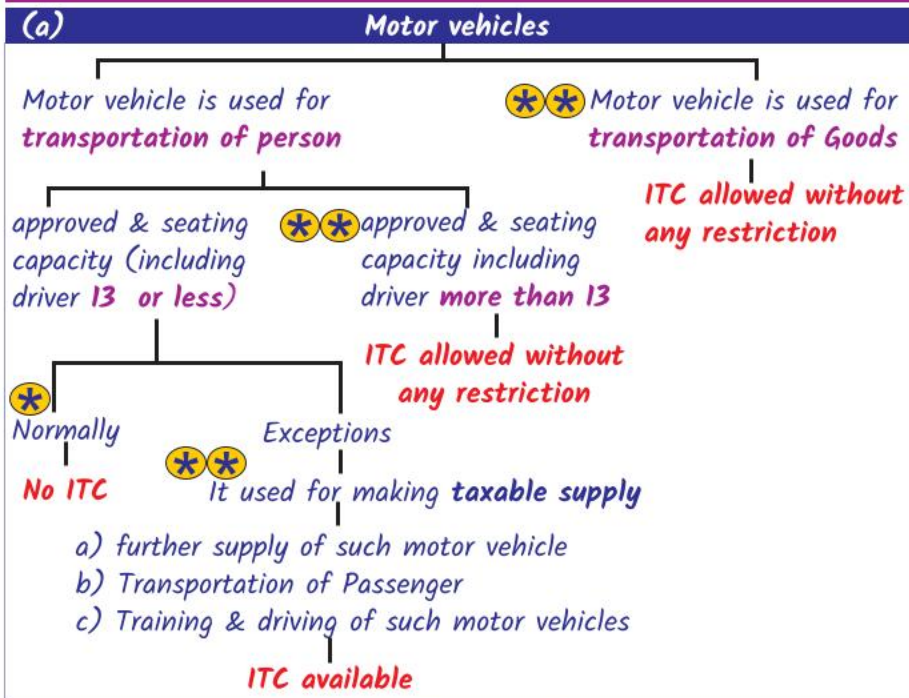 (a) Motor vehicles
Motor vehicle is used for
transportation of person
** Motor vehicle is used for
transportation of Goods
ITC allowed without
any restriction
approved & seating
capacity (including
driver 13 or less)
** approved & seating
capacity including
driver more than 13
ITC allowed without
any restriction
*
Normally
No ITC
Exceptions
**
It used for making taxable supply
a) further supply of such motor vehicle
b) Transportation of Passenger
c) Training & driving of such motor vehicles
ITC available